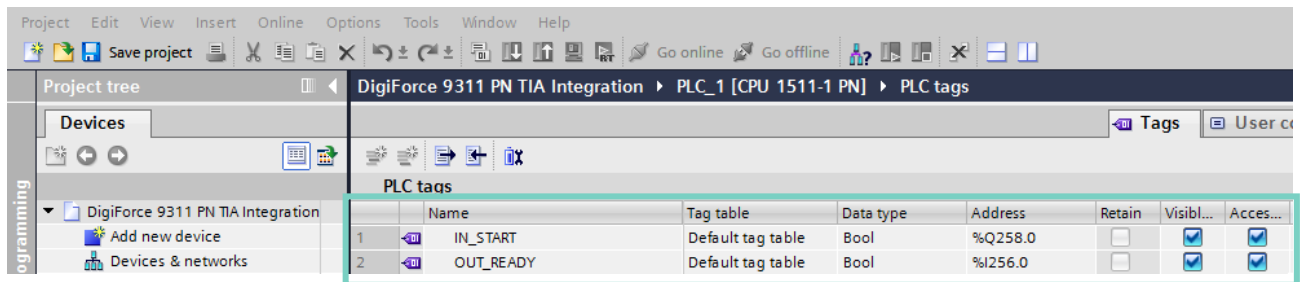 Project Edit View Insert Online Options Tools Window Help
Save project Go online Go offline
Project tree DigiForce 9311 PN TIA Integration PLC_1 [CPU 1511-1 PN] PLC tags
Devices Tags User co
PLC tags
Name Tag table Data type Address Retain Visibl... Acces...
DigiForce 9311 PN TIA Integration
1 IN_START Default tag table Bool %Q258.0
Add new device
2 OUT_READY Default tag table Bool %I256.0
Devices & networks
ogramming